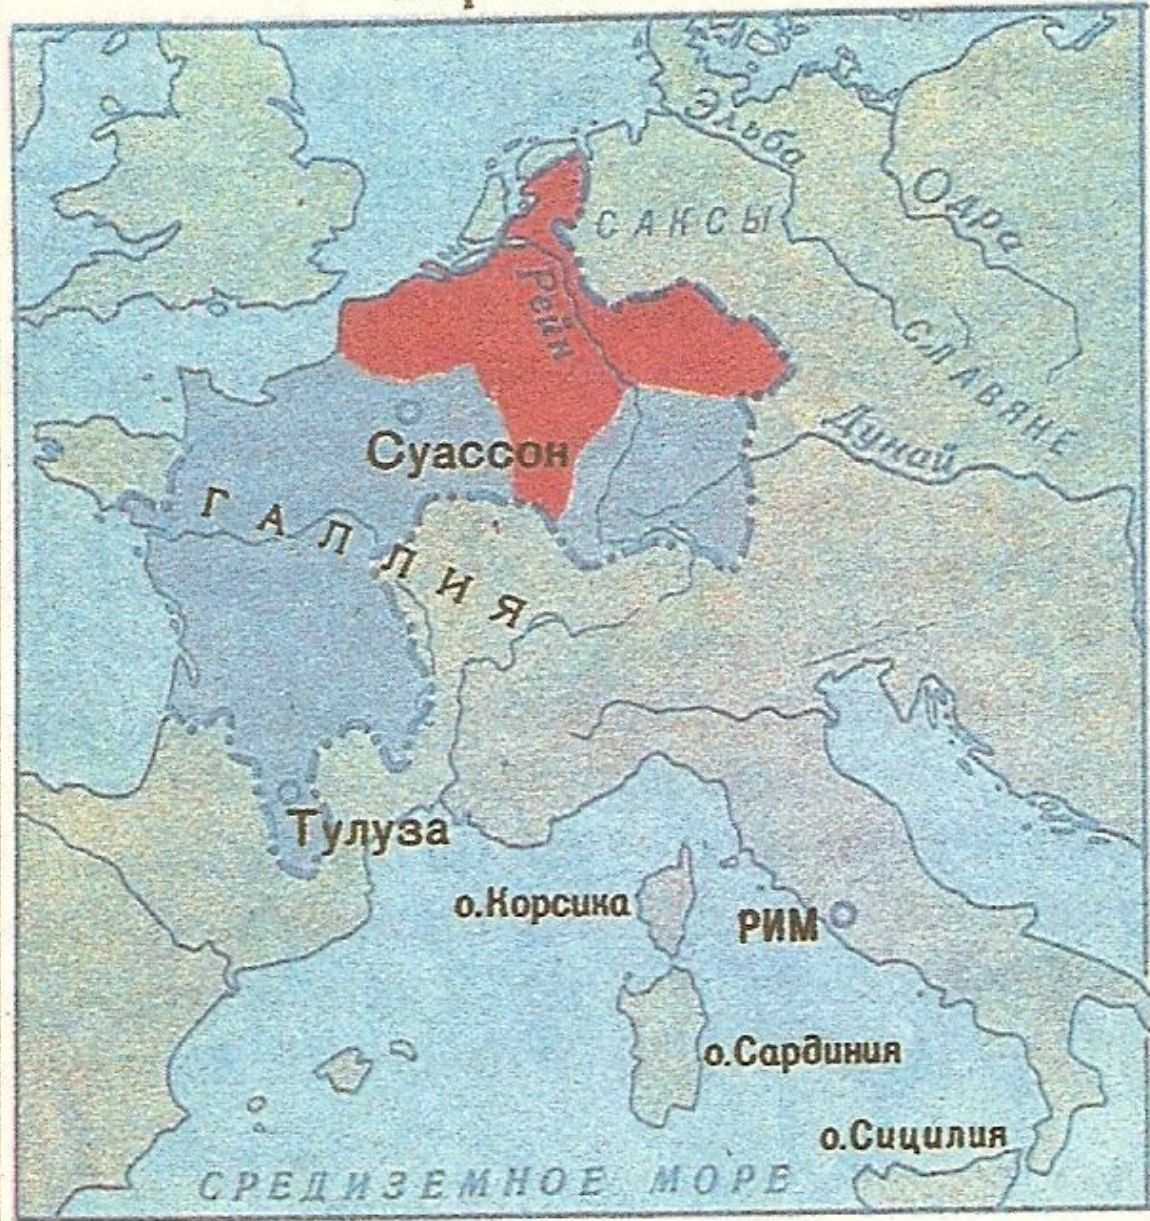 Эльба
Одра
САКСЫ
Рейн
СЛАВЯНЕ
Дунай
Суассон
ГАЛЛИЯ
Тулуза
о.Корсика
РИМ
о.Сардиния
о.Сицилия
СРЕДИЗЕМНОЕ МОРЕ